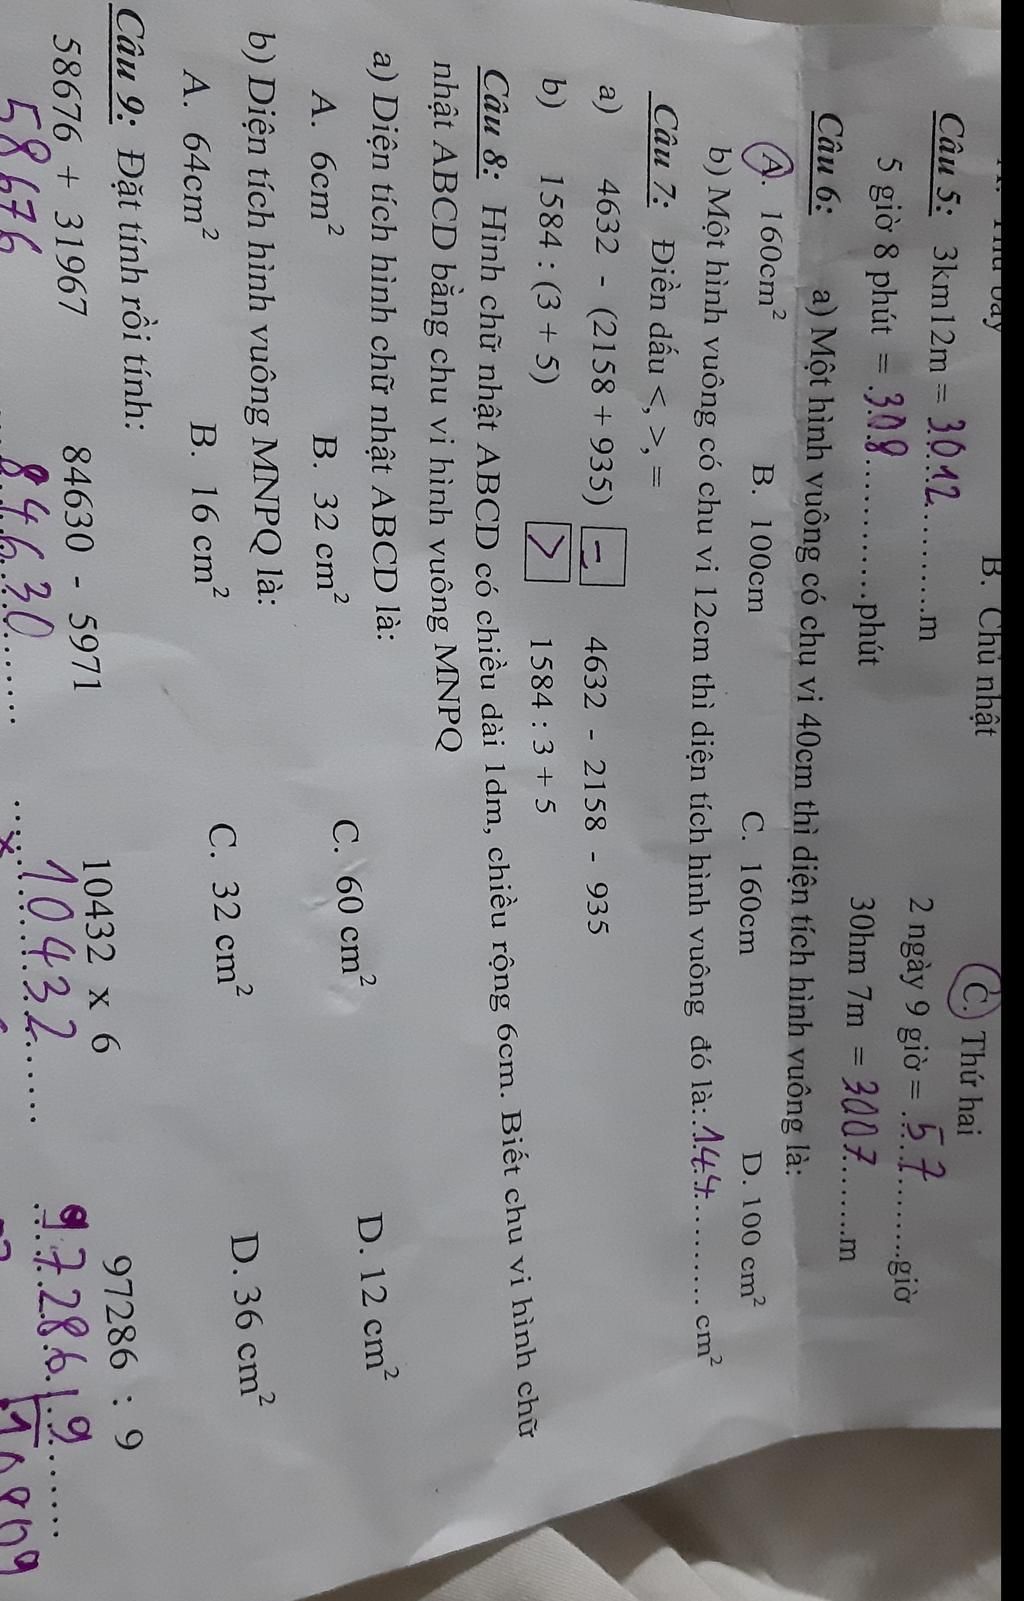 B. Chủ nhật C. Thứ hai
Câu 5: 3km12m = 3012 ..........m 2 ngày 9 giờ = 57 ..........giờ
5 giờ 8 phút = 308 ..........phút 30hm 7m = 3007 ........m
Câu 6: a) Một hình vuông có chu vi 40cm thì diện tích hình vuông là:
A. 160cm² B. 100cm C. 160cm D. 100 cm²
b) Một hình vuông có chu vi 12cm thì diện tích hình vuông đó là: 144 ........ cm²
Câu 7: Điền dấu <, >, =
a) 4632 - (2158 + 935) = 4632 - 2158 - 935
b) 1584 : (3 + 5) > 1584 : 3 + 5
Câu 8: Hình chữ nhật ABCD có chiều dài 1dm, chiều rộng 6cm. Biết chu vi hình chữ
nhật ABCD bằng chu vi hình vuông MNPQ
a) Diện tích hình chữ nhật ABCD là:
A. 6cm² B. 32 cm² C. 60 cm² D. 12 cm²
b) Diện tích hình vuông MNPQ là:
A. 64cm² B. 16 cm² C. 32 cm² D. 36 cm²
Câu 9: Đặt tính rồi tính:
58676 + 31967 84630 - 5971 10432 x 6 97286 : 9
58676 84630 x 10432 97286 9